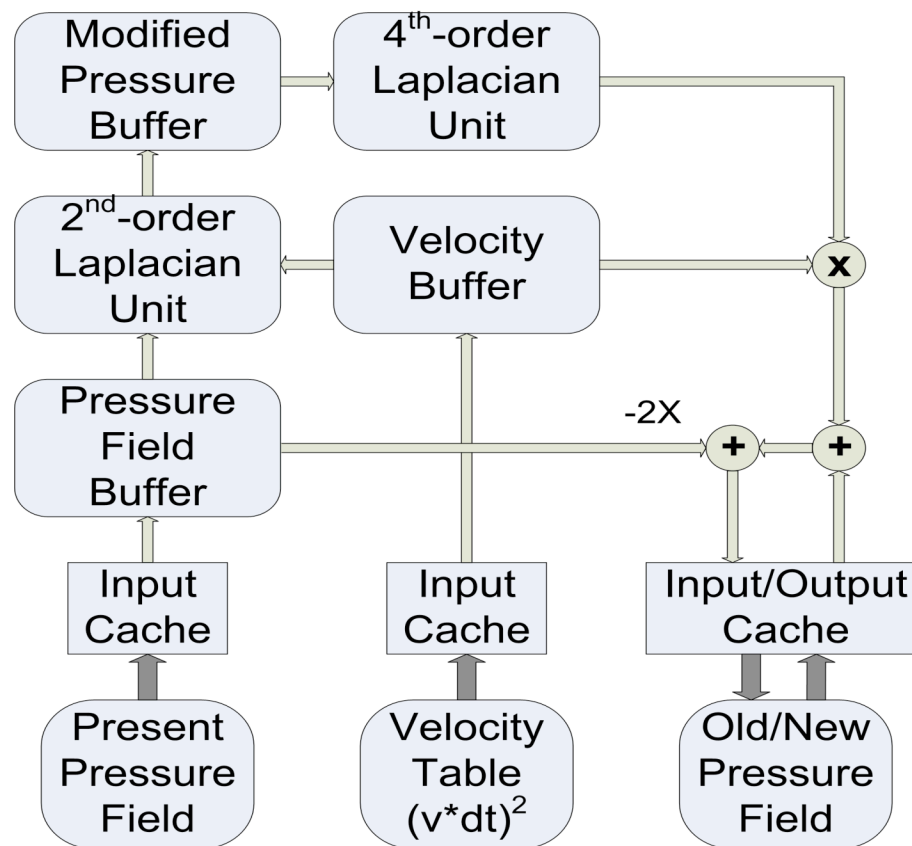 Modified
Pressure
Buffer
4th-order
Laplacian
Unit
2nd-order
Laplacian
Unit
Velocity
Buffer
x
Pressure
Field
Buffer
-2X
+
+
Input
Cache
Input
Cache
Input/Output
Cache
Present
Pressure
Field
Velocity
Table
(v*dt)2
Old/New
Pressure
Field